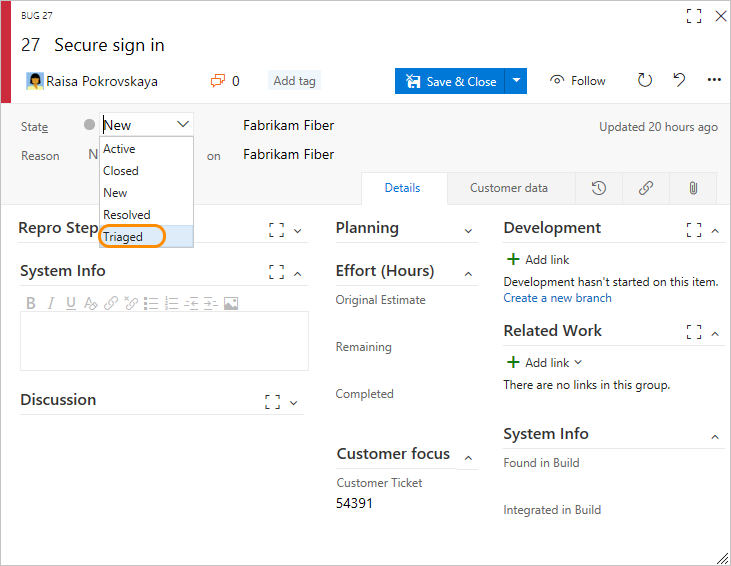 BUG 27
27 Secure sign in
Raisa Pokrovskaya
0
Add tag
Save & Close
Follow
State
New
Fabrikam Fiber
Updated 20 hours ago
Reason
N
on
Fabrikam Fiber
Active
Closed
New
Resolved
Triaged
Details
Customer data
Repro Step
System Info
B I U
Discussion
Planning
Effort (Hours)
Original Estimate
Remaining
Completed
Customer focus
Customer Ticket
54391
Development
Add link
Development hasn't started on this item.
Create a new branch
Related Work
Add link
There are no links in this group.
System Info
Found in Build
Integrated in Build